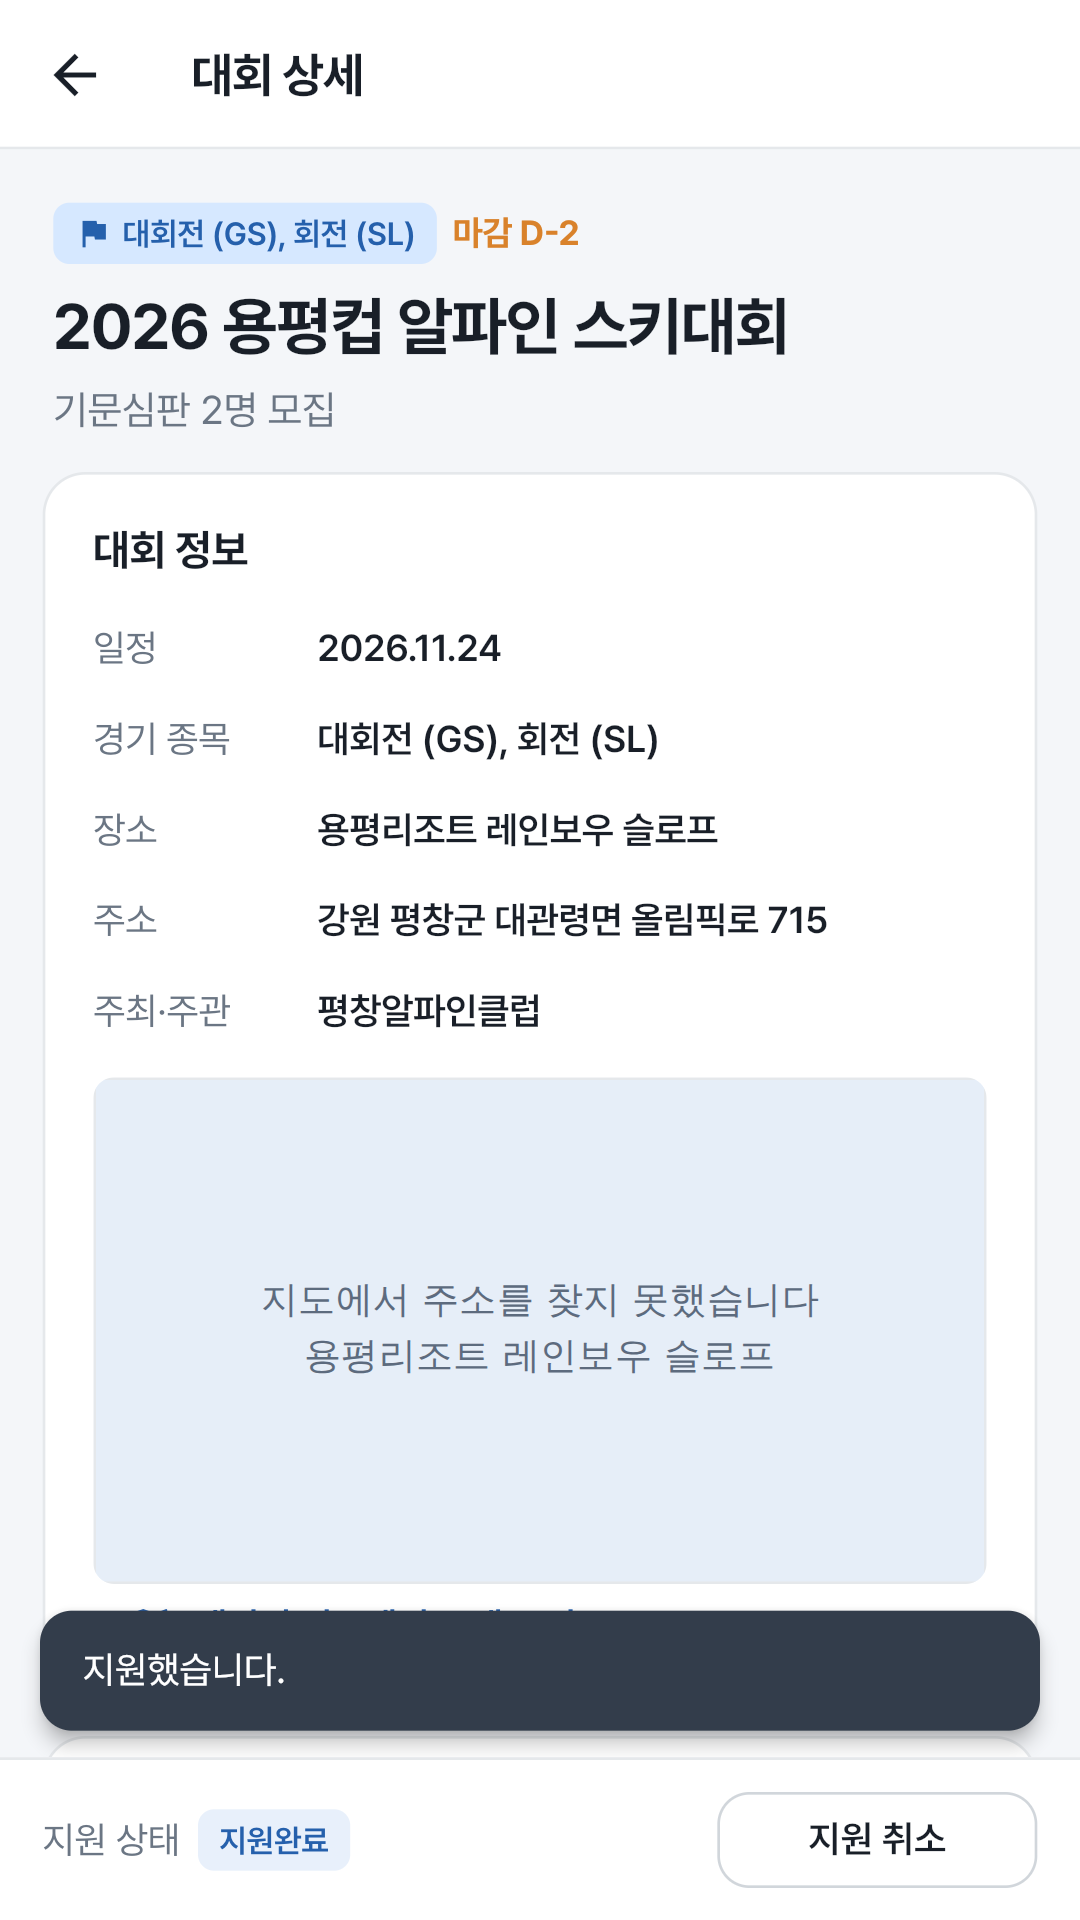 대회 상세
대회전 (GS), 회전 (SL) 마감 D-2
2026 용평컵 알파인 스키대회
기문심판 2명 모집
대회 정보
일정 2026.11.24
경기 종목 대회전 (GS), 회전 (SL)
장소 용평리조트 레인보우 슬로프
주소 강원 평창군 대관령면 올림픽로 715
주최·주관 평창알파인클럽
지도에서 주소를 찾지 못했습니다
용평리조트 레인보우 슬로프
지원했습니다.
지원 상태 지원완료 지원 취소